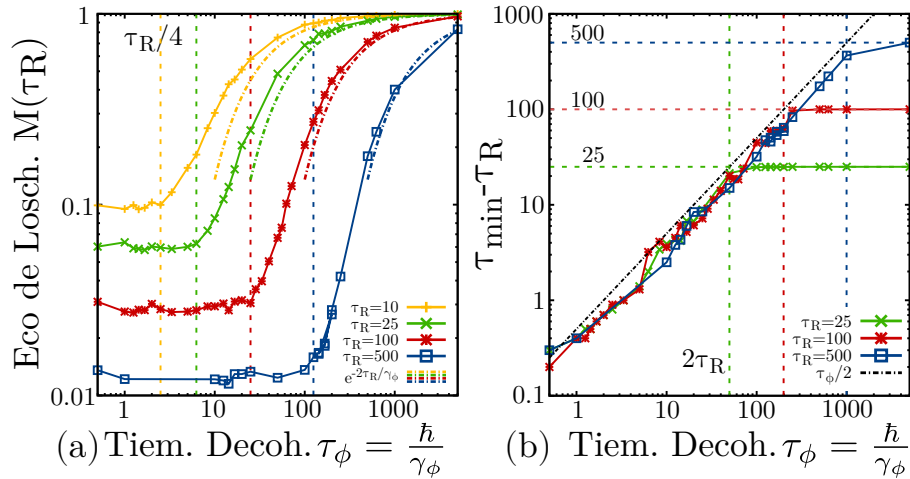 Eco de Losch. M(τR)
1
0.1
0.01
τR/4
τR=10
τR=25
τR=100
τR=500
e^-2τR/γϕ
1
10
100
1000
(a) Tiem. Decoh. τϕ = ħ/γϕ
τmin-τR
1000
100
10
1
0.1
500
100
25
2τR
τR=25
τR=100
τR=500
τϕ/2
1
10
100
1000
(b) Tiem. Decoh. τϕ = ħ/γϕ